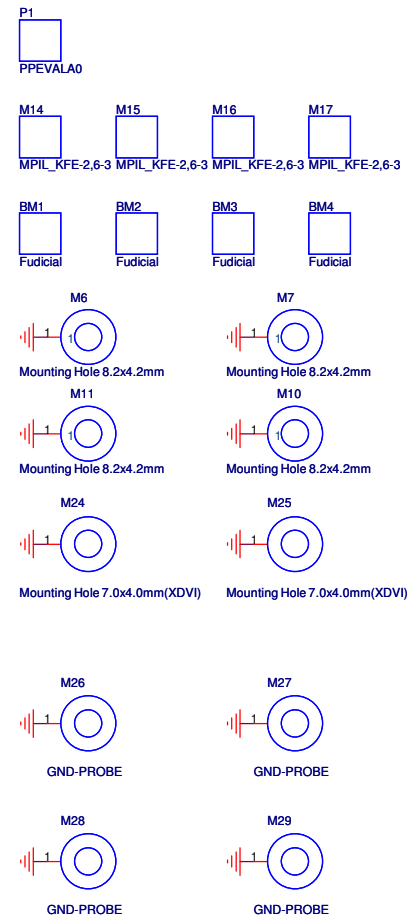 P1
PPEVALA0
M14 M15 M16 M17
MPIL_KFE-2,6-3 MPIL_KFE-2,6-3 MPIL_KFE-2,6-3 MPIL_KFE-2,6-3
BM1 BM2 BM3 BM4
Fudicial Fudicial Fudicial Fudicial
M6 M7
1 1 1 1
Mounting Hole 8.2x4.2mm Mounting Hole 8.2x4.2mm
M11 M10
1 1 1 1
Mounting Hole 8.2x4.2mm Mounting Hole 8.2x4.2mm
M24 M25
1 1
Mounting Hole 7.0x4.0mm(XDVI) Mounting Hole 7.0x4.0mm(XDVI)
M26 M27
1 1
GND-PROBE GND-PROBE
M28 M29
1 1
GND-PROBE GND-PROBE